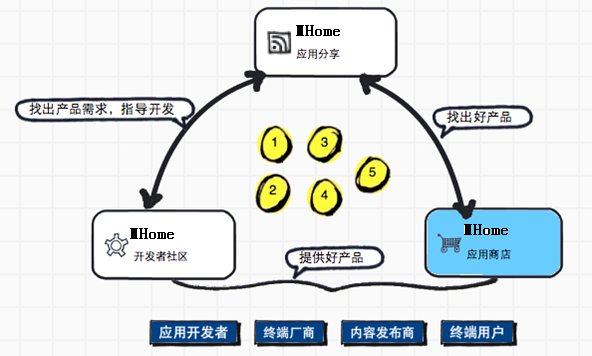 MHome
应用分享
找出产品需求，指导开发
找出好产品
1
3
5
2
4
MHome
开发者社区
MHome
应用商店
提供好产品
应用开发者
终端厂商
内容发布商
终端用户